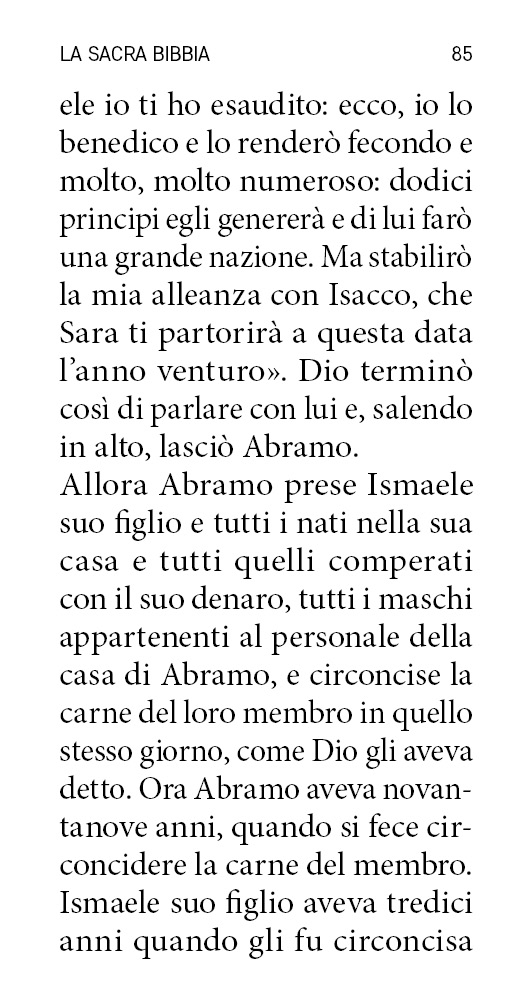 LA SACRA BIBBIA 85
ele io ti ho esaudito: ecco, io lo
benedico e lo renderò fecondo e
molto, molto numeroso: dodici
principi egli genererà e di lui farò
una grande nazione. Ma stabilirò
la mia alleanza con Isacco, che
Sara ti partorirà a questa data
l’anno venturo». Dio terminò
così di parlare con lui e, salendo
in alto, lasciò Abramo.
Allora Abramo prese Ismaele
suo figlio e tutti i nati nella sua
casa e tutti quelli comperati
con il suo denaro, tutti i maschi
appartenenti al personale della
casa di Abramo, e circoncise la
carne del loro membro in quello
stesso giorno, come Dio gli aveva
detto. Ora Abramo aveva novan-
tanove anni, quando si fece cir-
concidere la carne del membro.
Ismaele suo figlio aveva tredici
anni quando gli fu circoncisa